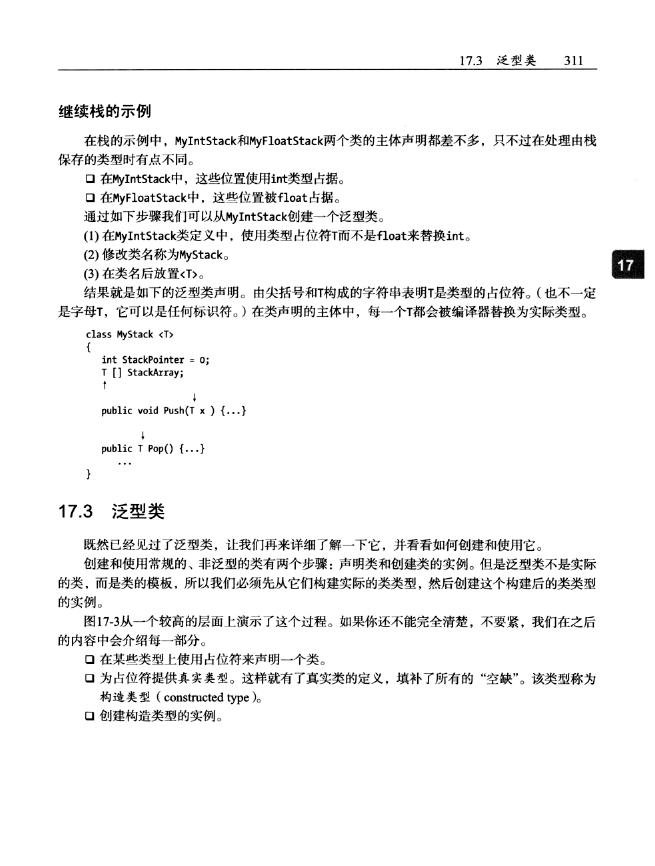 17.3 泛型类 311
继续栈的示例
在栈的示例中，MyIntStack和MyFloatStack两个类的主体声明都差不多，只不过在处理由栈
保存的类型时有点不同。
❑ 在MyIntStack中，这些位置使用int类型占据。
❑ 在MyFloatStack中，这些位置被float占据。
通过如下步骤我们可以从MyIntStack创建一个泛型类。
(1) 在MyIntStack类定义中，使用类型占位符T而不是float来替换int。
(2) 修改类名称为MyStack。
(3) 在类名后放置<T>。
17
结果就是如下的泛型类声明。由尖括号和T构成的字符串表明T是类型的占位符。（也不一定
是字母T，它可以是任何标识符。）在类声明的主体中，每一个T都会被编译器替换为实际类型。
class MyStack <T>
{
int StackPointer = 0;
T [] StackArray;
↑
↓
public void Push(T x ) {...}
↓
public T Pop() {...}
...
}
17.3 泛型类
既然已经见过了泛型类，让我们再来详细了解一下它，并看看如何创建和使用它。
创建和使用常规的、非泛型的类有两个步骤：声明类和创建类的实例。但是泛型类不是实际
的类，而是类的模板，所以我们必须先从它们构建实际的类类型，然后创建这个构建后的类类型
的实例。
图17-3从一个较高的层面上演示了这个过程。如果你还不能完全清楚，不要紧，我们在之后
的内容中会介绍每一部分。
❑ 在某些类型上使用占位符来声明一个类。
❑ 为占位符提供真实类型。这样就有了真实类的定义，填补了所有的“空缺”。该类型称为
构造类型（constructed type）。
❑ 创建构造类型的实例。